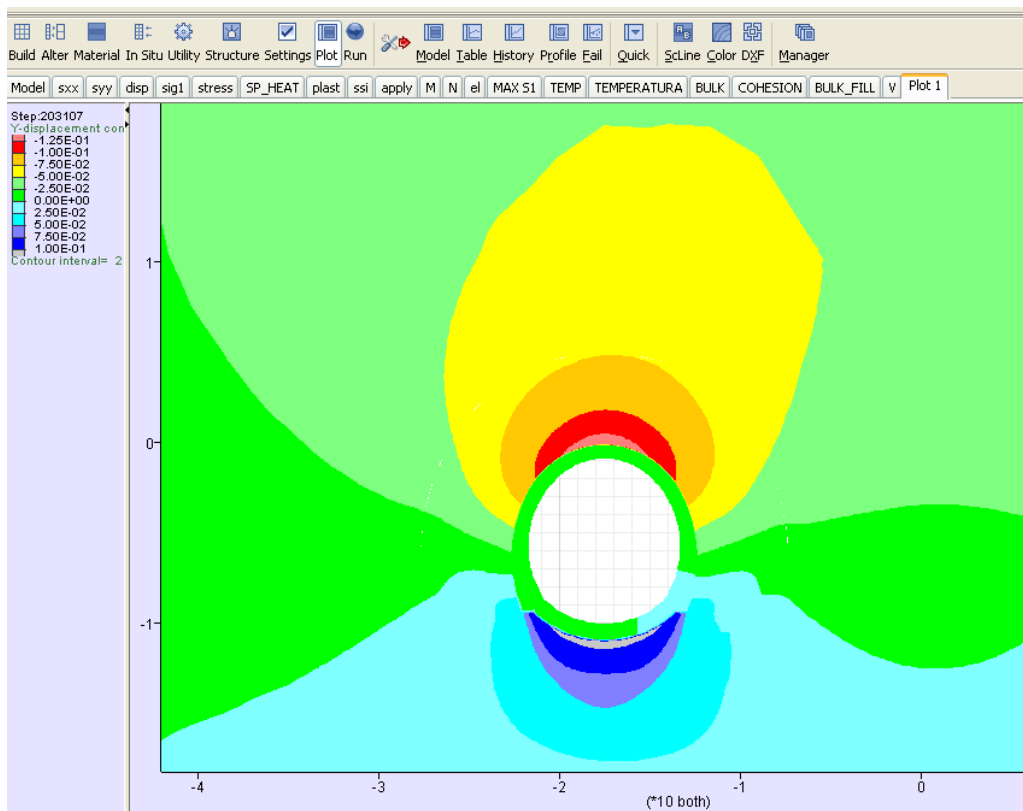 Build Alter Material In Situ Utility Structure Settings Plot Run Model Table History Profile Fail Quick ScLine Color DXF Manager
Model sxx syy disp sig1 stress SP_HEAT plast ssi apply M N el MAX S1 TEMP TEMPERATURA BULK COHESION BULK_FILL V Plot 1
Step:203107
Y-displacement con
-1.25E-01
-1.00E-01
-7.50E-02
-5.00E-02
-2.50E-02
0.00E+00
2.50E-02
5.00E-02
7.50E-02
1.00E-01
Contour interval= 2
1
0
-1
-4 -3 -2 -1 0
(*10 both)